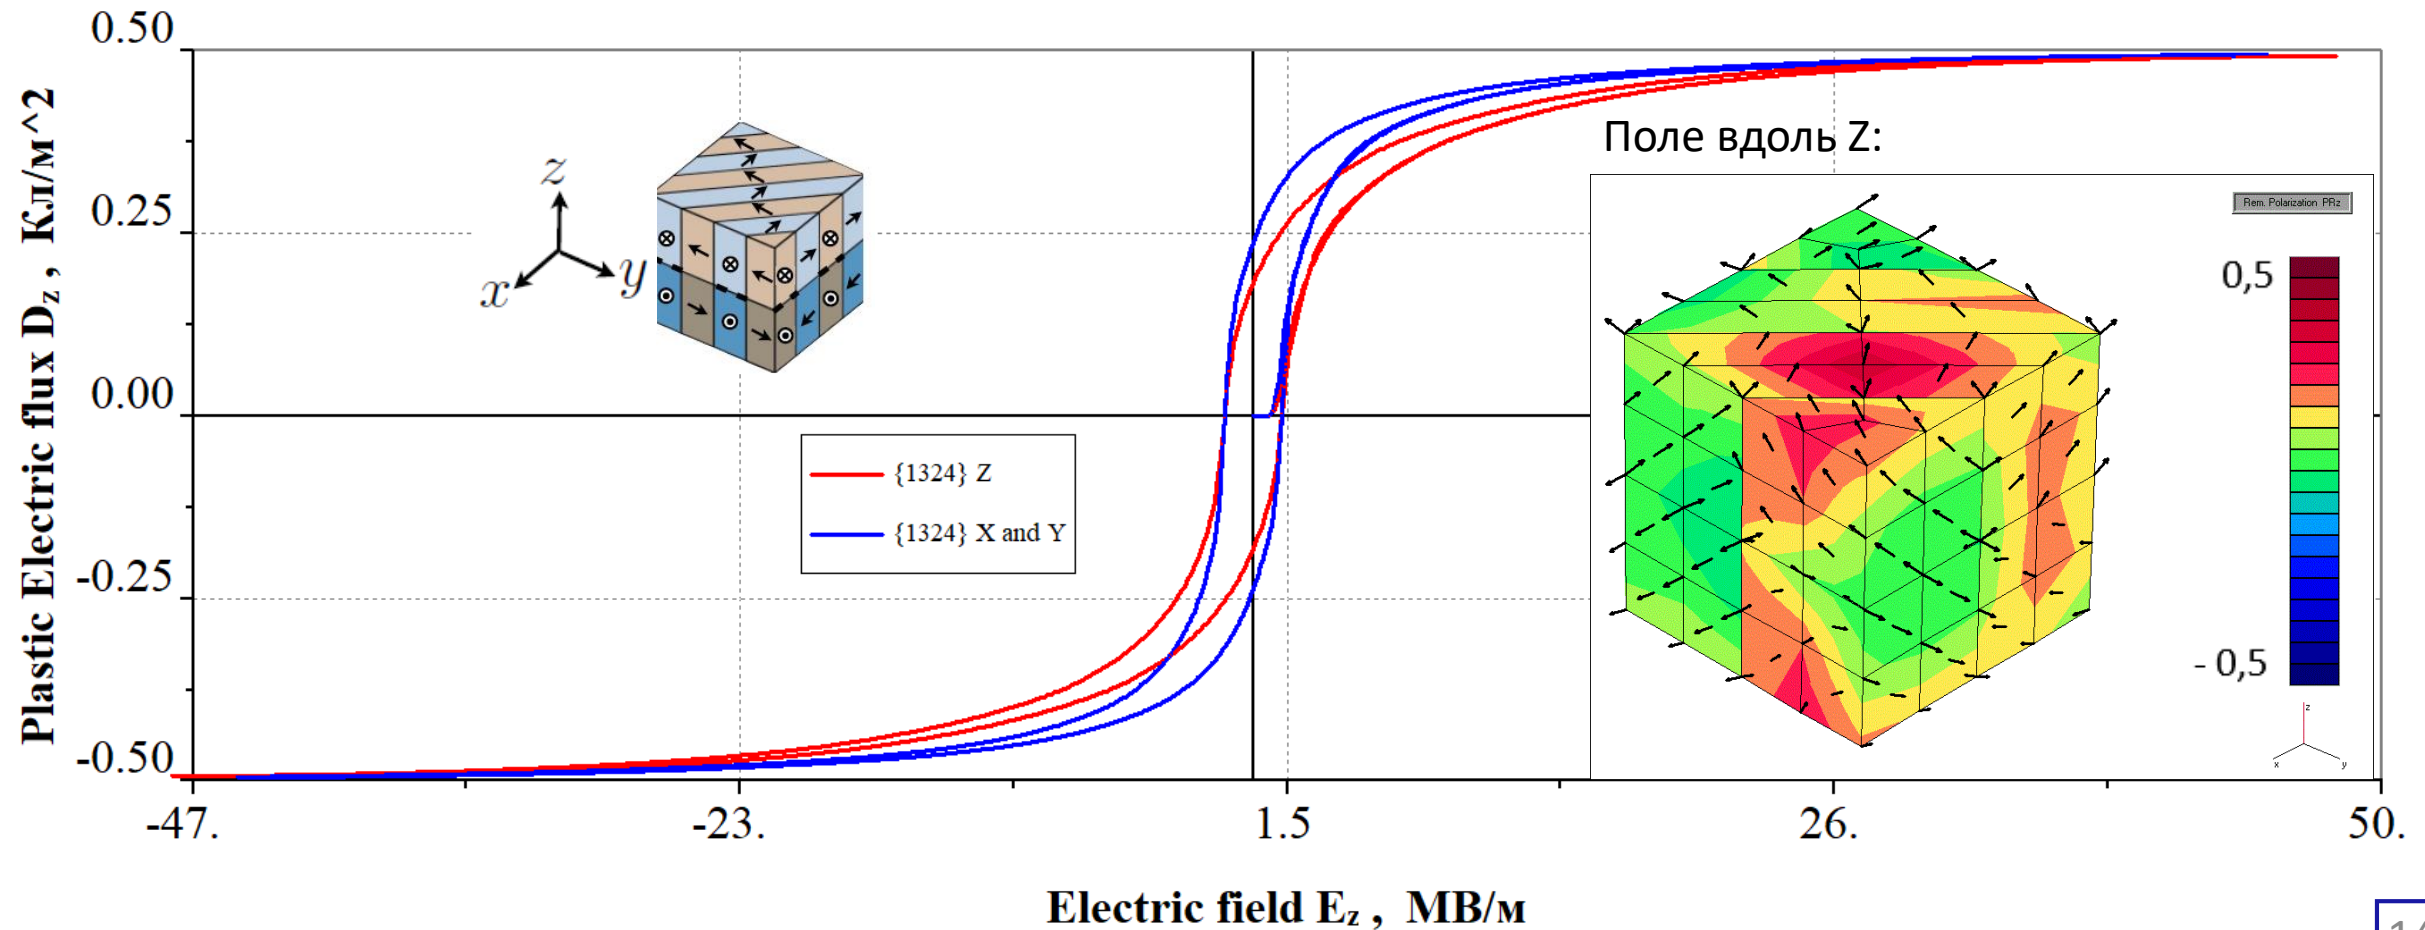 0.50
0.25
0.00
-0.25
-0.50
Plastic Electric flux Dz , Кл/м^2
z
x
y
{1324} Z
{1324} X and Y
Поле вдоль Z:
Rem. Polarization PRz
0,5
- 0,5
z
x
y
-47.
-23.
1.5
26.
50.
Electric field Ez , МВ/м